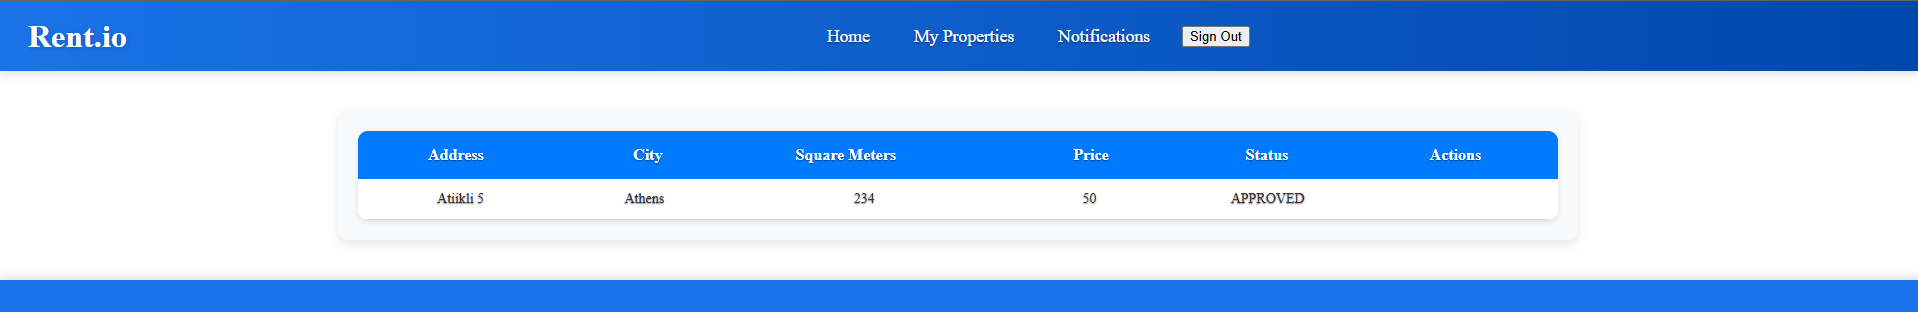 Rent.io Home My Properties Notifications Sign Out
Address City Square Meters Price Status Actions
Atiikli 5 Athens 234 50 APPROVED